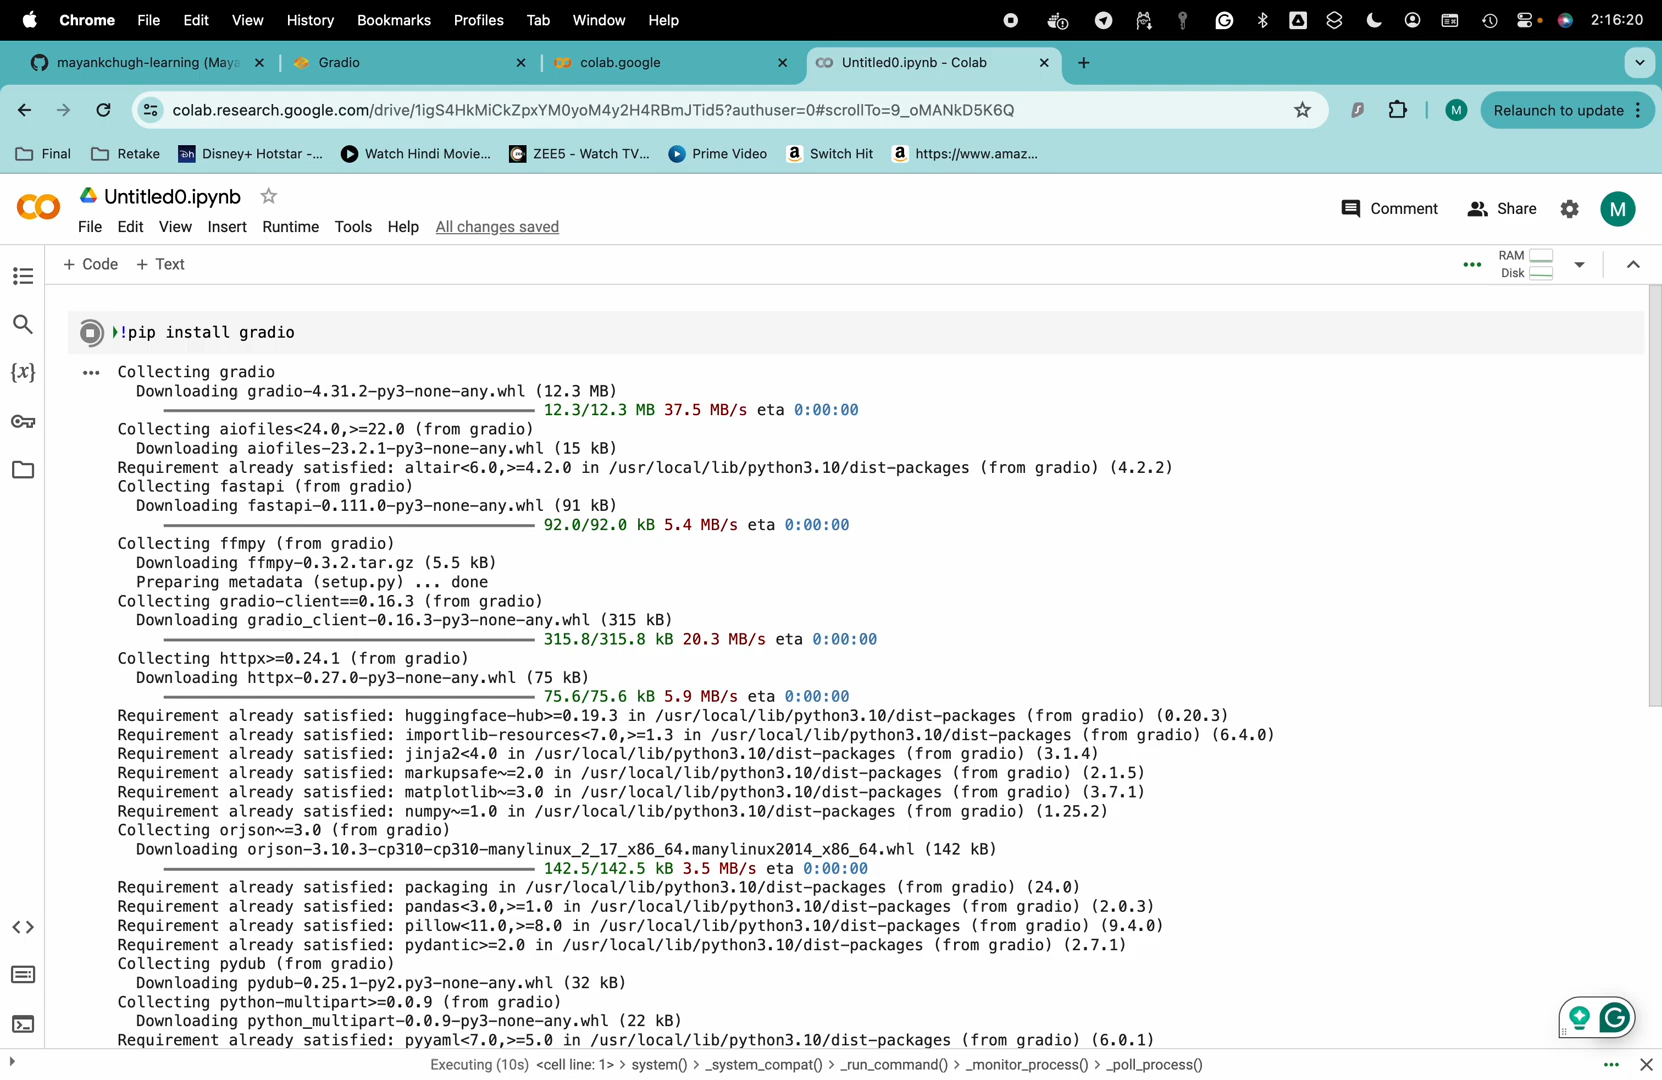 Chrome File Edit View History Bookmarks Profiles Tab Window Help 2:16:20
mayankchugh-learning (Maya Gradio colab.google Untitled0.ipynb - Colab
colab.research.google.com/drive/1igS4HkMiCkZpxYM0yoM4y2H4RBmJTid5?authuser=0#scrollTo=9_oMANkD5K6Q M Relaunch to update
Final Retake Disney+ Hotstar -... Watch Hindi Movie... ZEE5 - Watch TV... Prime Video Switch Hit https://www.amaz...
Untitled0.ipynb
Comment Share M
File Edit View Insert Runtime Tools Help All changes saved
+ Code + Text
RAM
Disk
!pip install gradio
Collecting gradio
Downloading gradio-4.31.2-py3-none-any.whl (12.3 MB)
12.3/12.3 MB 37.5 MB/s eta 0:00:00
Collecting aiofiles<24.0,>=22.0 (from gradio)
Downloading aiofiles-23.2.1-py3-none-any.whl (15 kB)
Requirement already satisfied: altair<6.0,>=4.2.0 in /usr/local/lib/python3.10/dist-packages (from gradio) (4.2.2)
Collecting fastapi (from gradio)
Downloading fastapi-0.111.0-py3-none-any.whl (91 kB)
92.0/92.0 kB 5.4 MB/s eta 0:00:00
Collecting ffmpy (from gradio)
Downloading ffmpy-0.3.2.tar.gz (5.5 kB)
Preparing metadata (setup.py) ... done
Collecting gradio-client==0.16.3 (from gradio)
Downloading gradio_client-0.16.3-py3-none-any.whl (315 kB)
315.8/315.8 kB 20.3 MB/s eta 0:00:00
Collecting httpx>=0.24.1 (from gradio)
Downloading httpx-0.27.0-py3-none-any.whl (75 kB)
75.6/75.6 kB 5.9 MB/s eta 0:00:00
Requirement already satisfied: huggingface-hub>=0.19.3 in /usr/local/lib/python3.10/dist-packages (from gradio) (0.20.3)
Requirement already satisfied: importlib-resources<7.0,>=1.3 in /usr/local/lib/python3.10/dist-packages (from gradio) (6.4.0)
Requirement already satisfied: jinja2<4.0 in /usr/local/lib/python3.10/dist-packages (from gradio) (3.1.4)
Requirement already satisfied: markupsafe~=2.0 in /usr/local/lib/python3.10/dist-packages (from gradio) (2.1.5)
Requirement already satisfied: matplotlib~=3.0 in /usr/local/lib/python3.10/dist-packages (from gradio) (3.7.1)
Requirement already satisfied: numpy~=1.0 in /usr/local/lib/python3.10/dist-packages (from gradio) (1.25.2)
Collecting orjson~=3.0 (from gradio)
Downloading orjson-3.10.3-cp310-cp310-manylinux_2_17_x86_64.manylinux2014_x86_64.whl (142 kB)
142.5/142.5 kB 3.5 MB/s eta 0:00:00
Requirement already satisfied: packaging in /usr/local/lib/python3.10/dist-packages (from gradio) (24.0)
Requirement already satisfied: pandas<3.0,>=1.0 in /usr/local/lib/python3.10/dist-packages (from gradio) (2.0.3)
Requirement already satisfied: pillow<11.0,>=8.0 in /usr/local/lib/python3.10/dist-packages (from gradio) (9.4.0)
Requirement already satisfied: pydantic>=2.0 in /usr/local/lib/python3.10/dist-packages (from gradio) (2.7.1)
Collecting pydub (from gradio)
Downloading pydub-0.25.1-py2.py3-none-any.whl (32 kB)
Collecting python-multipart>=0.0.9 (from gradio)
Downloading python_multipart-0.0.9-py3-none-any.whl (22 kB)
Requirement already satisfied: pyyaml<7.0,>=5.0 in /usr/local/lib/python3.10/dist-packages (from gradio) (6.0.1)
Executing (10s) <cell line: 1> > system() > _system_compat() > _run_command() > _monitor_process() > _poll_process()